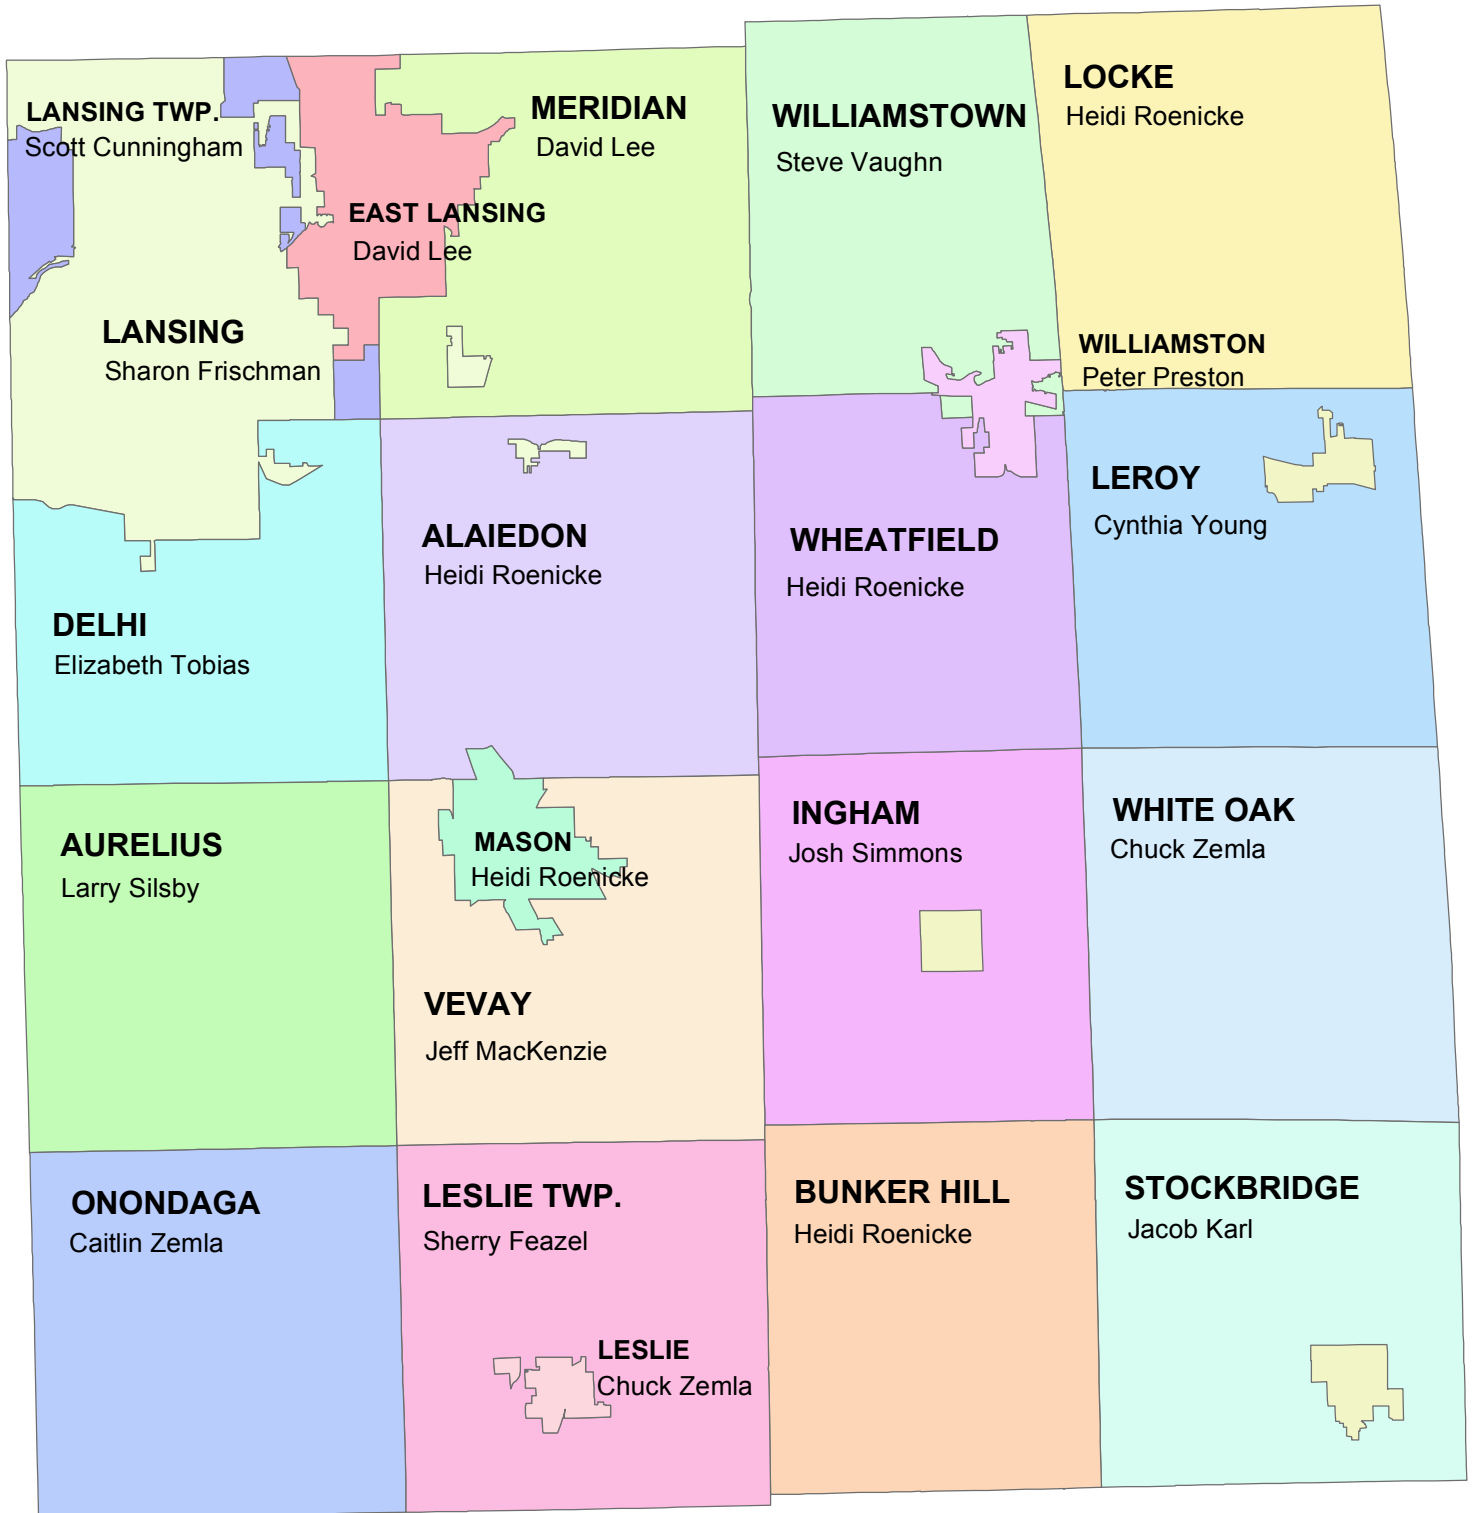 LANSING TWP.
Scott Cunningham
MERIDIAN
David Lee
WILLIAMSTOWN
Steve Vaughn
LOCKE
Heidi Roenicke
EAST LANSING
David Lee
LANSING
Sharon Frischman
WILLIAMSTON
Peter Preston
DELHI
Elizabeth Tobias
ALAIEDON
Heidi Roenicke
WHEATFIELD
Heidi Roenicke
LEROY
Cynthia Young
AURELIUS
Larry Silsby
MASON
Heidi Roenicke
VEVAY
Jeff MacKenzie
INGHAM
Josh Simmons
WHITE OAK
Chuck Zemla
ONONDAGA
Caitlin Zemla
LESLIE TWP.
Sherry Feazel
LESLIE
Chuck Zemla
BUNKER HILL
Heidi Roenicke
STOCKBRIDGE
Jacob Karl